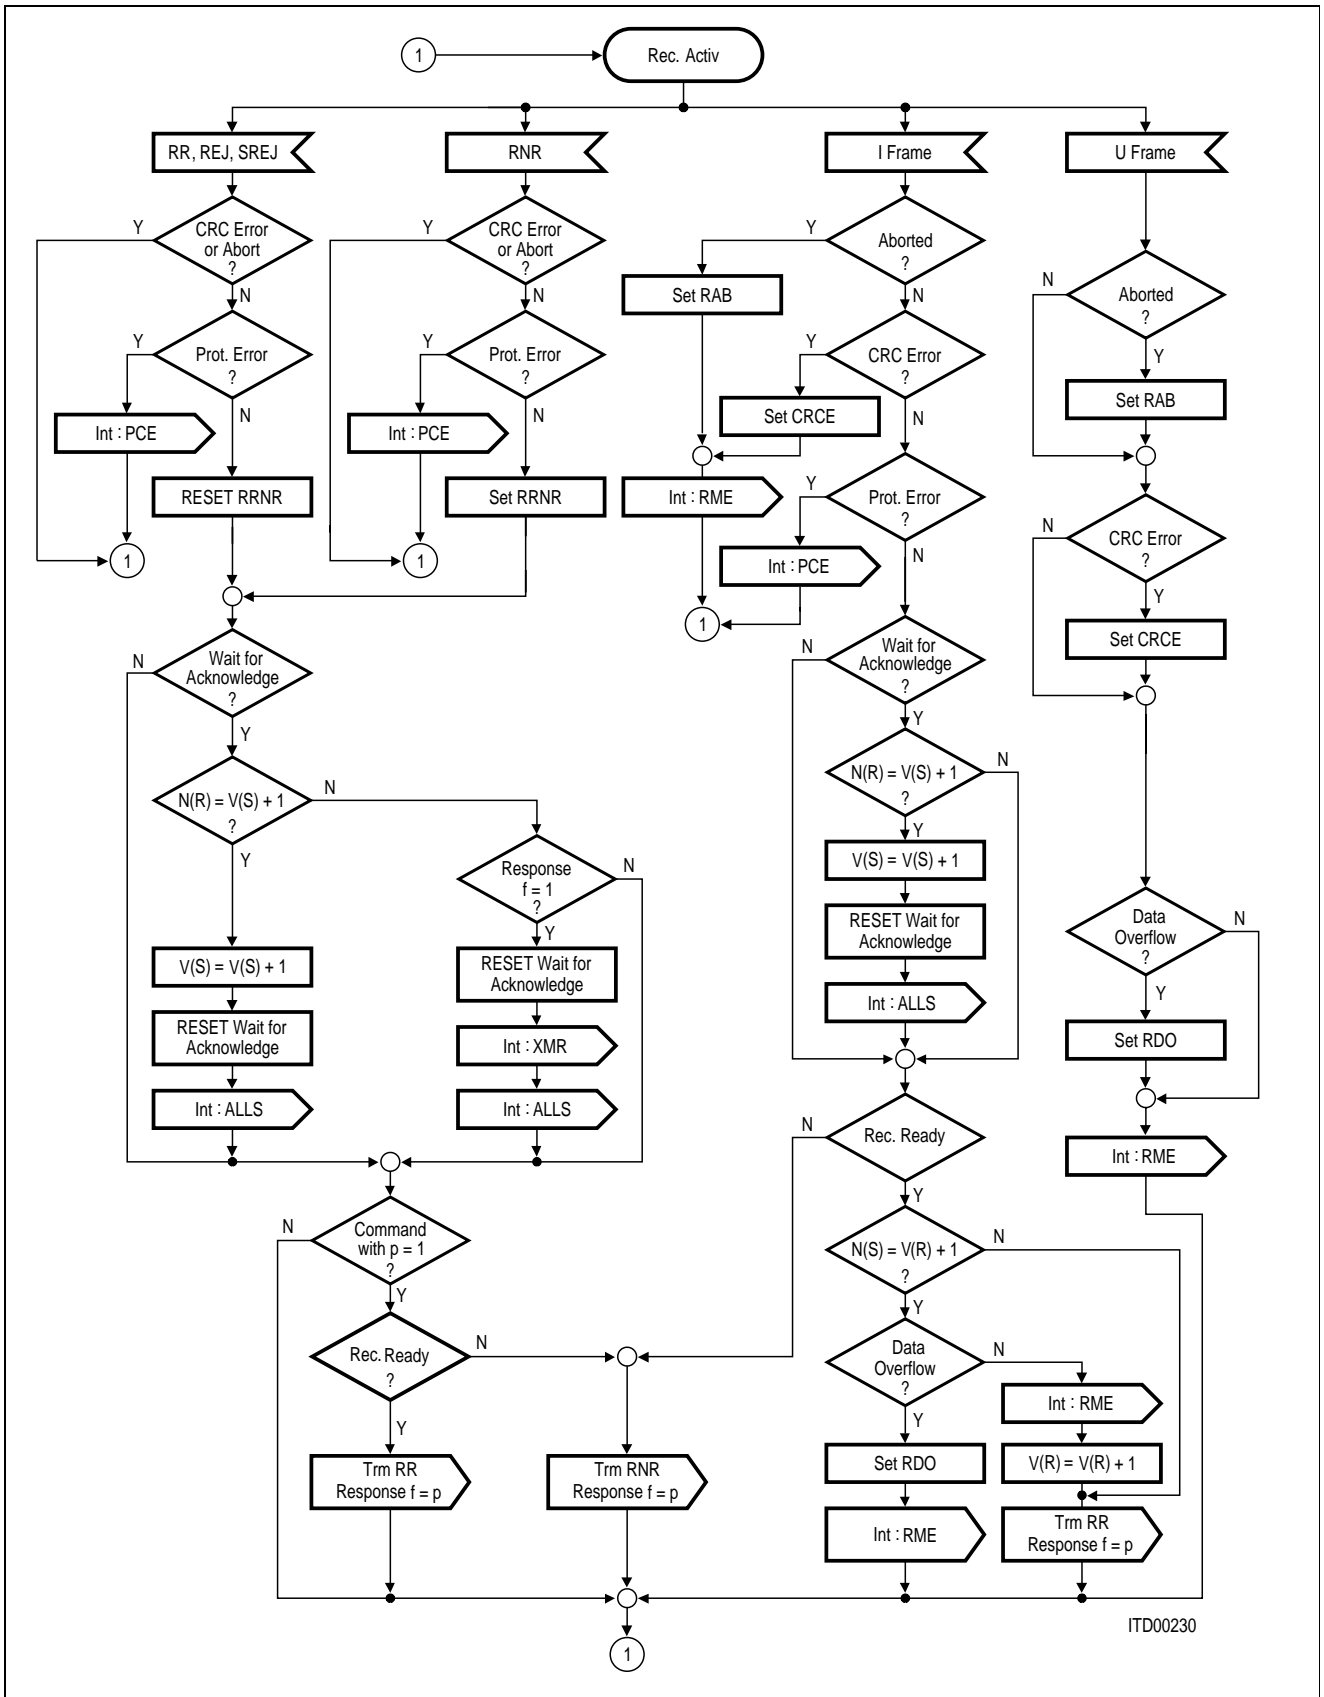 1
Rec. Activ
RR, REJ, SREJ
RNR
I Frame
U Frame
Y
CRC Error
or Abort
?
N
Y
CRC Error
or Abort
?
N
Y
Aborted
?
N
N
Aborted
?
Y
Set RAB
Set RAB
Y
Prot. Error
?
N
Y
Prot. Error
?
N
Y
CRC Error
?
N
Set CRCE
Int : PCE
Int : PCE
RESET RRNR
Set RRNR
Int : RME
Y
Prot. Error
?
N
N
CRC Error
?
Y
1
1
Int : PCE
1
Set CRCE
N
Wait for
Acknowledge
?
Y
N
Wait for
Acknowledge
?
Y
N(R) = V(S) + 1
?
N
Y
N(R) = V(S) + 1
?
N
Y
Response
f = 1
?
N
Y
V(S) = V(S) + 1
RESET Wait for
Acknowledge
Int : ALLS
Data
Overflow
?
N
Y
V(S) = V(S) + 1
RESET Wait for
Acknowledge
Int : ALLS
RESET Wait for
Acknowledge
Int : XMR
Int : ALLS
Set RDO
Int : RME
N
Rec. Ready
Y
N
Command
with p = 1
?
Y
N(S) = V(R) + 1
?
N
Y
Rec. Ready
?
N
Y
Data
Overflow
?
N
Y
Int : RME
V(R) = V(R) + 1
Trm RR
Response f = p
Trm RNR
Response f = p
Set RDO
Int : RME
Trm RR
Response f = p
1
ITD00230